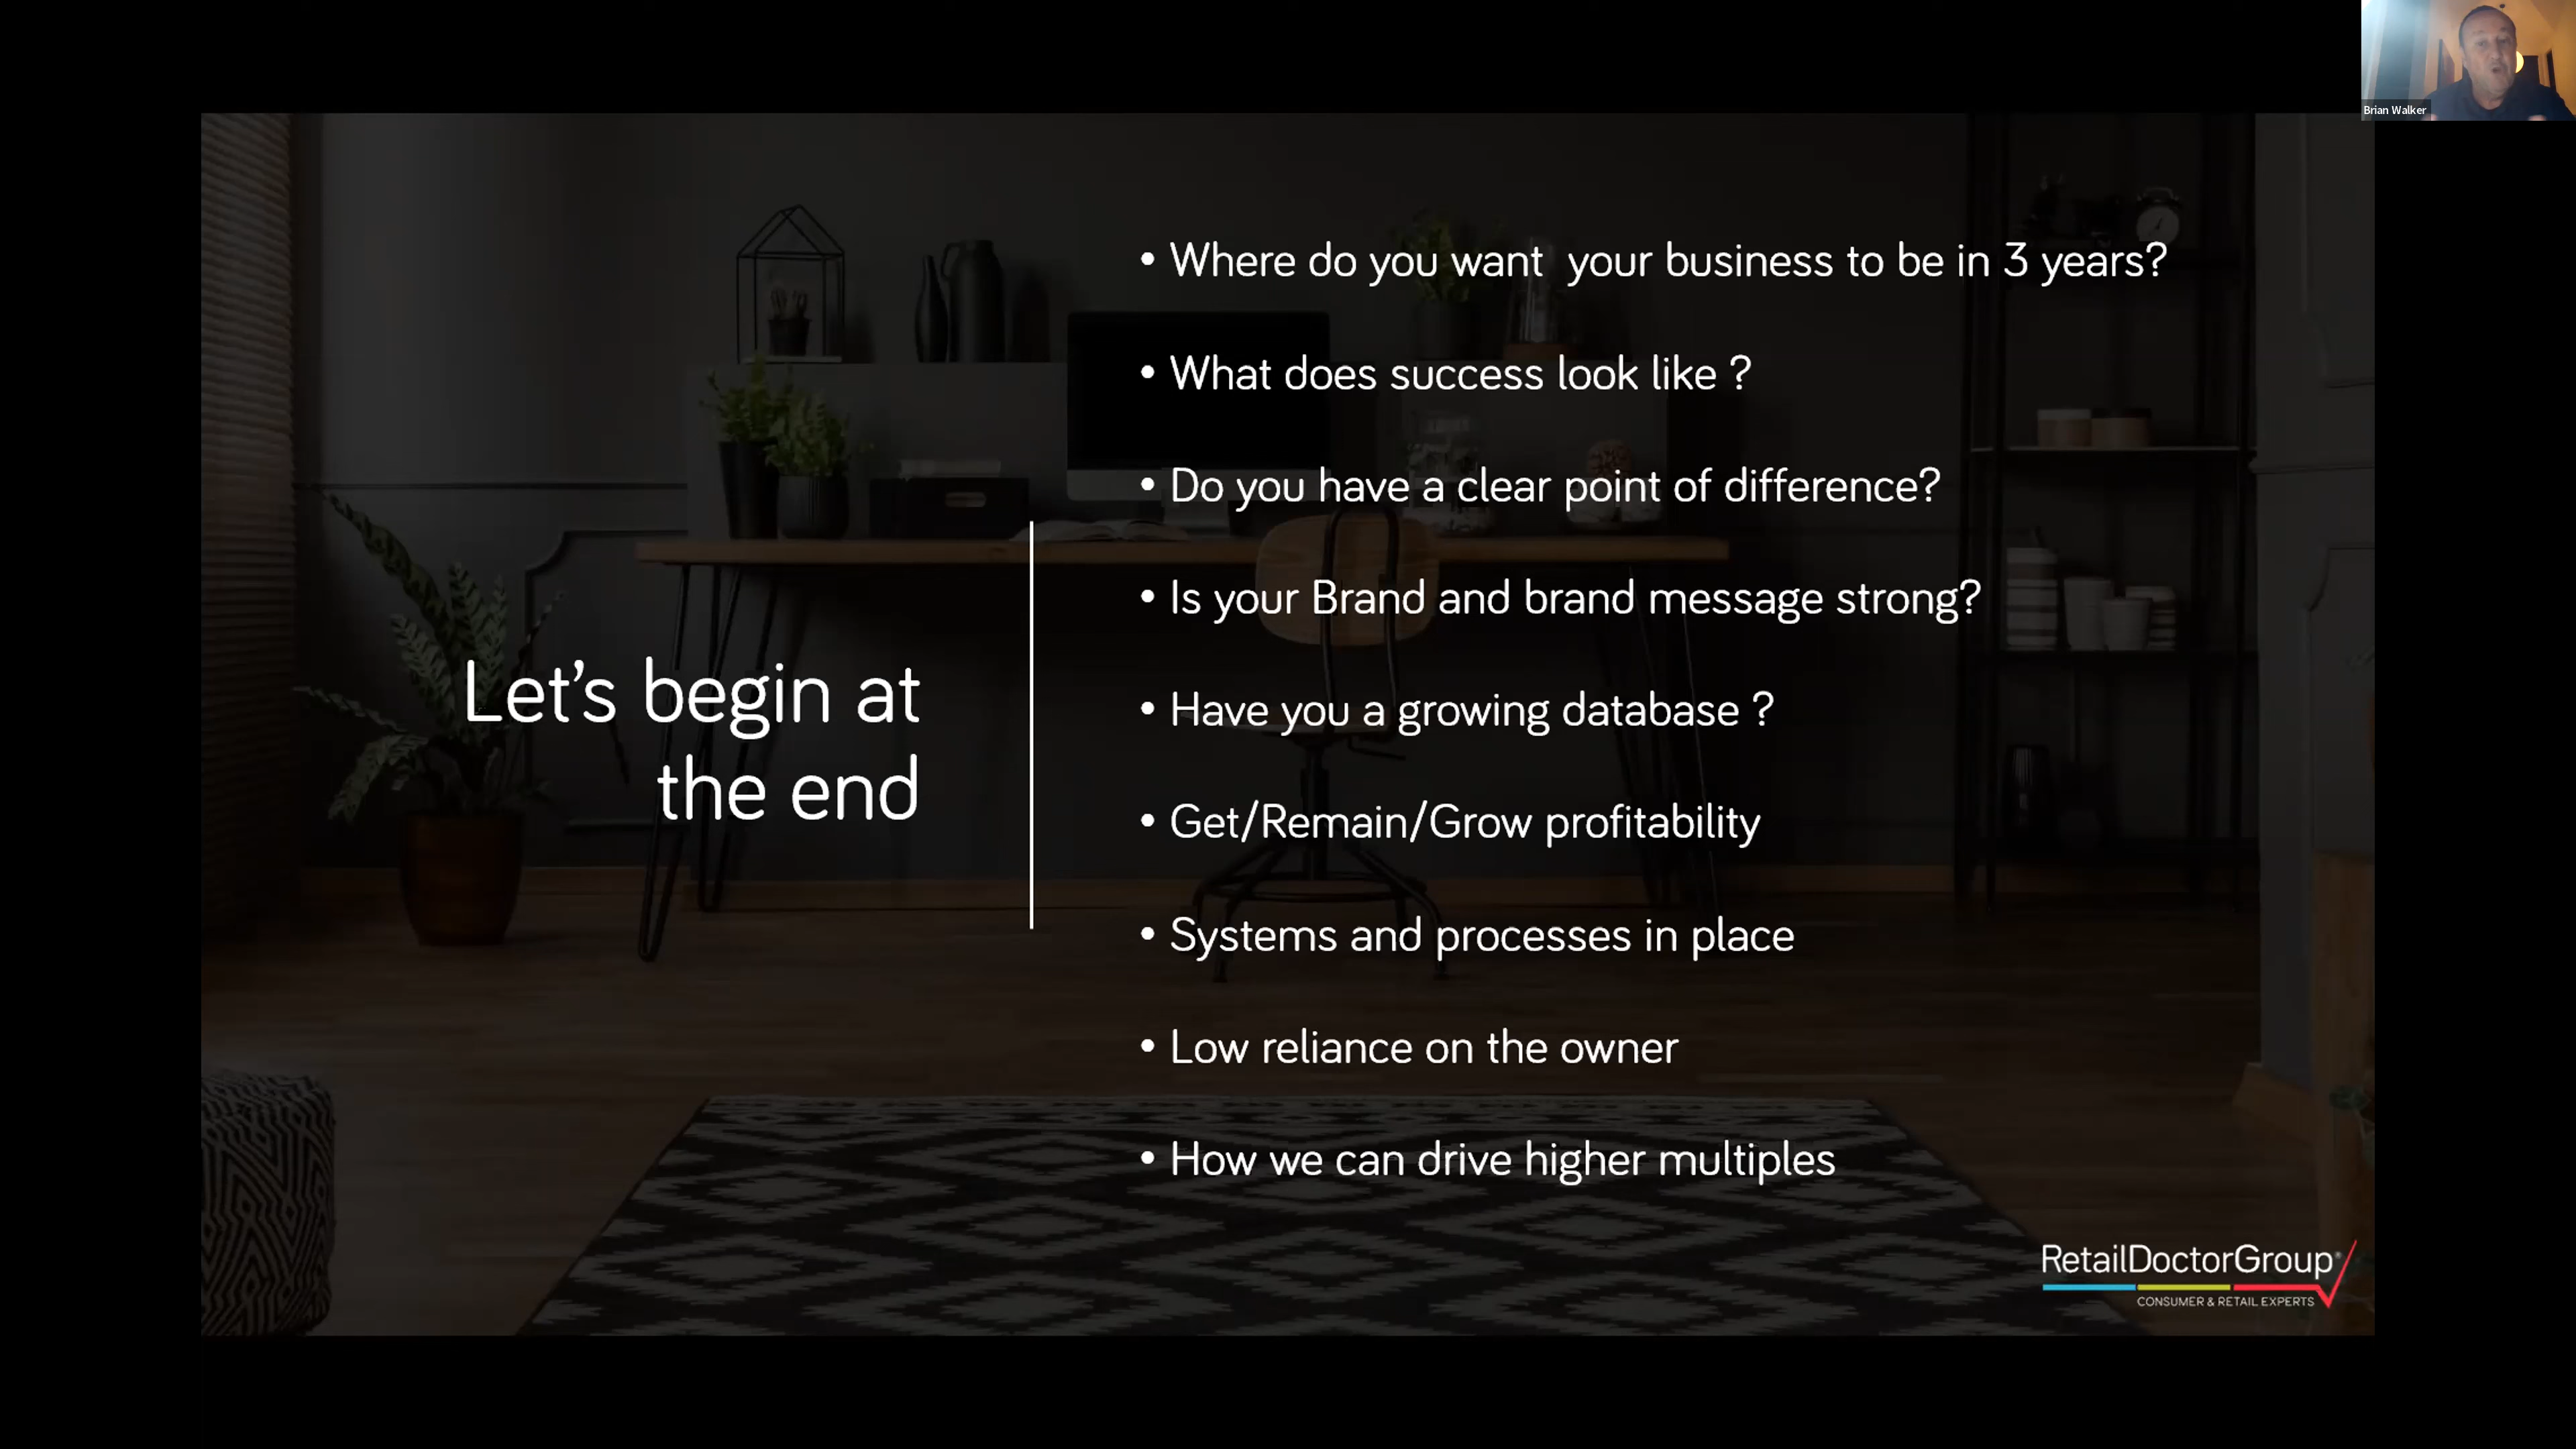 Brian Walker
Let's begin at
the end
• Where do you want  your business to be in 3 years?
• What does success look like ?
• Do you have a clear point of difference?
• Is your Brand and brand message strong?
• Have you a growing database ?
• Get/Remain/Grow profitability
• Systems and processes in place
• Low reliance on the owner
• How we can drive higher multiples
RetailDoctorGroup®
CONSUMER & RETAIL EXPERTS